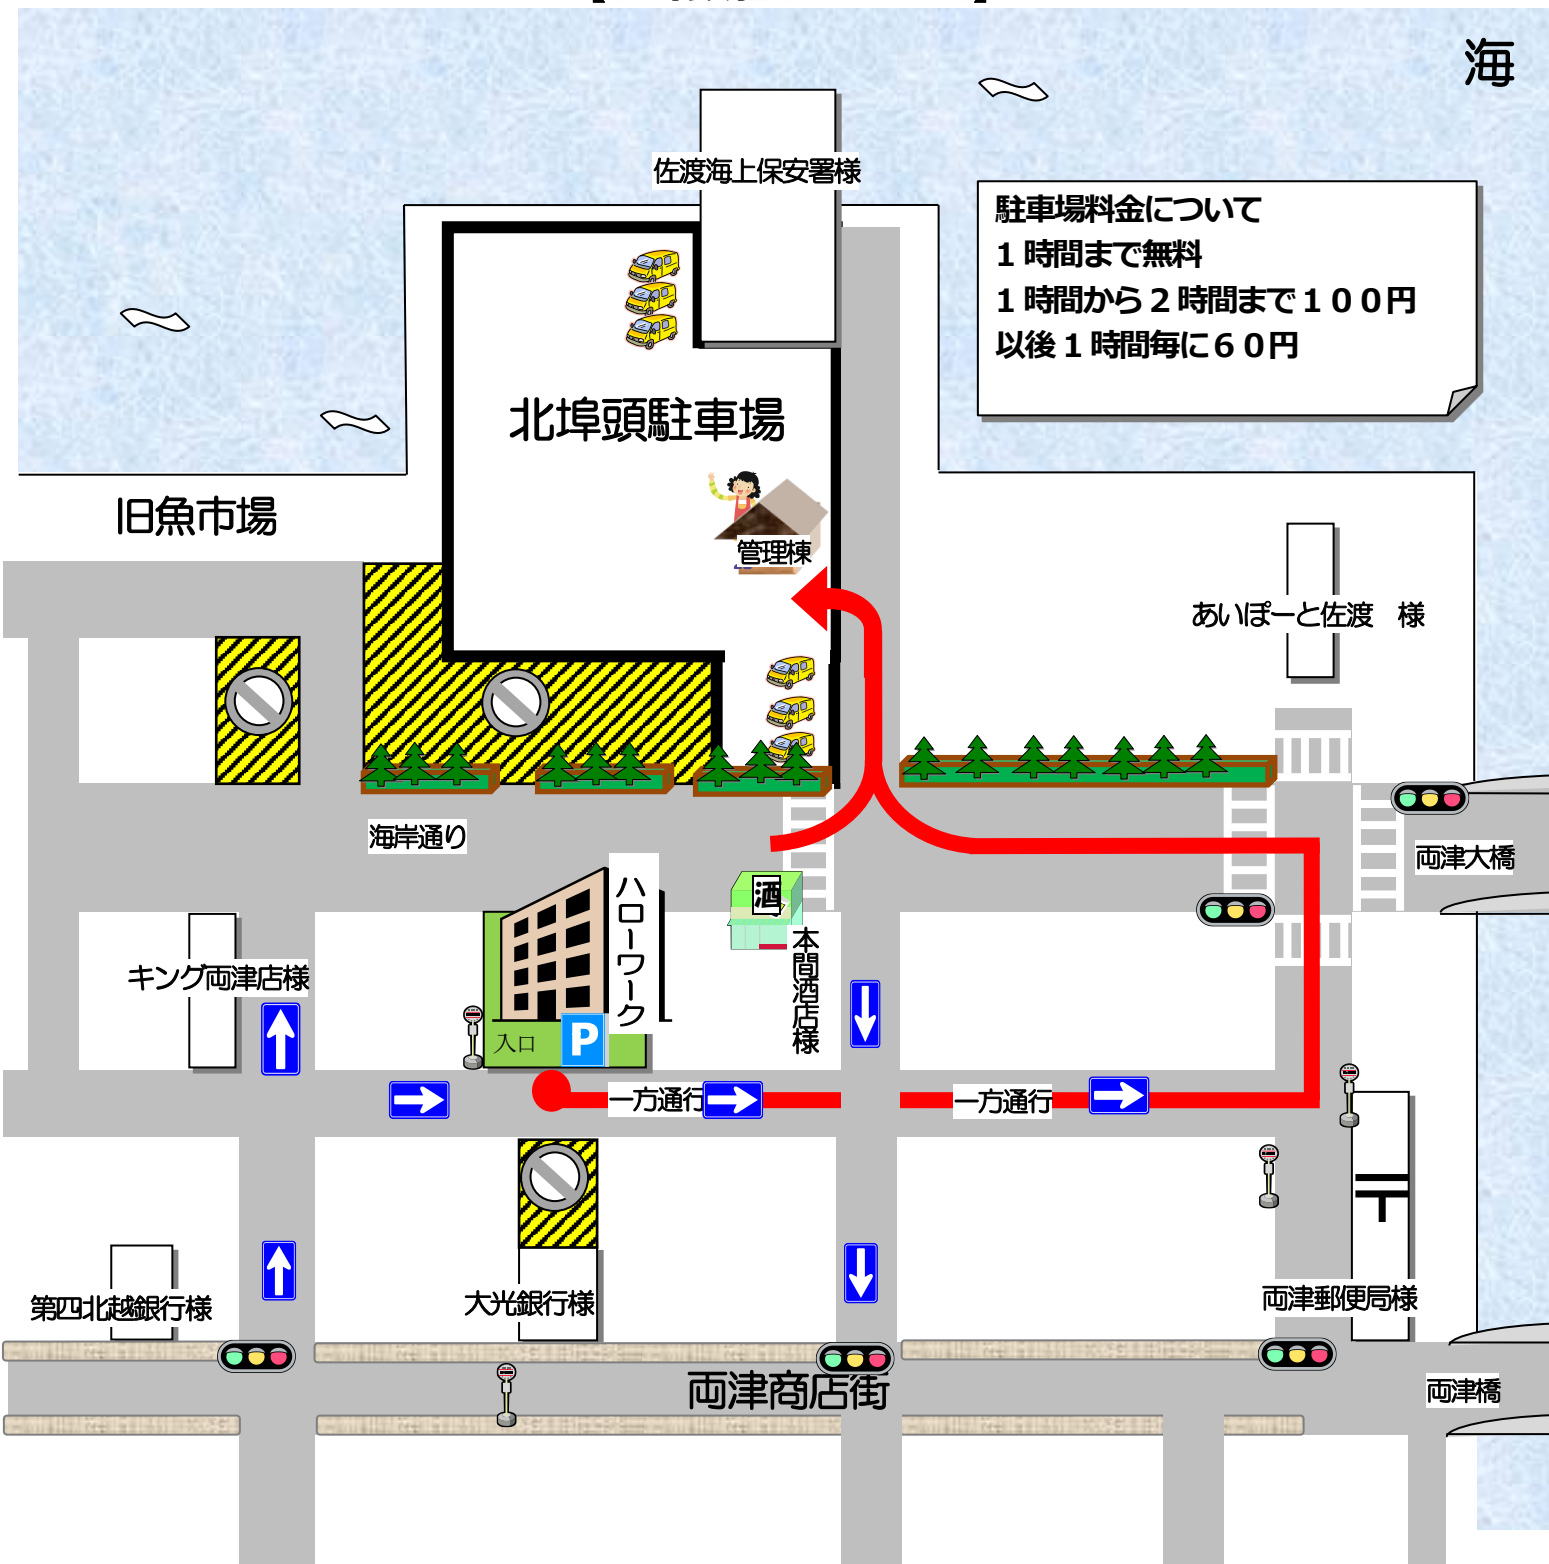 海
佐渡海上保安署様
駐車場料金について
１時間まで無料
１時間から２時間まで１００円
以後１時間毎に６０円
北埠頭駐車場
旧魚市場
管理棟
あいぽーと佐渡　様
海岸通り
両津大橋
ハローワーク
酒
本間酒店様
キング両津店様
入口
P
一方通行
一方通行
〒
第四北越銀行様
大光銀行様
両津郵便局様
両津商店街
両津橋